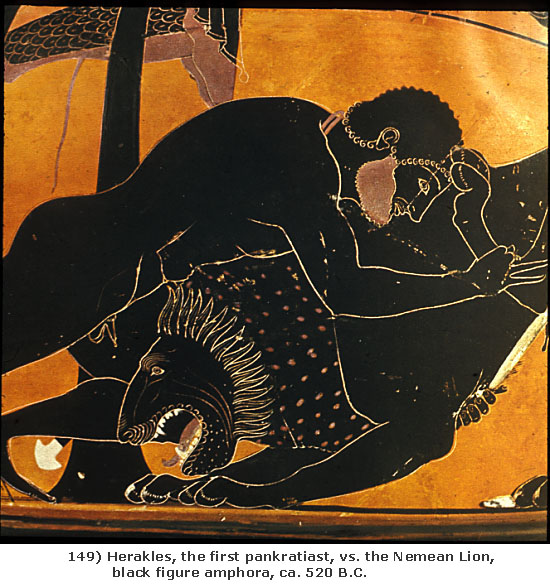 149) Herakles, the first pankratiast, vs. the Nemean Lion,
black figure amphora, ca. 520 B.C.